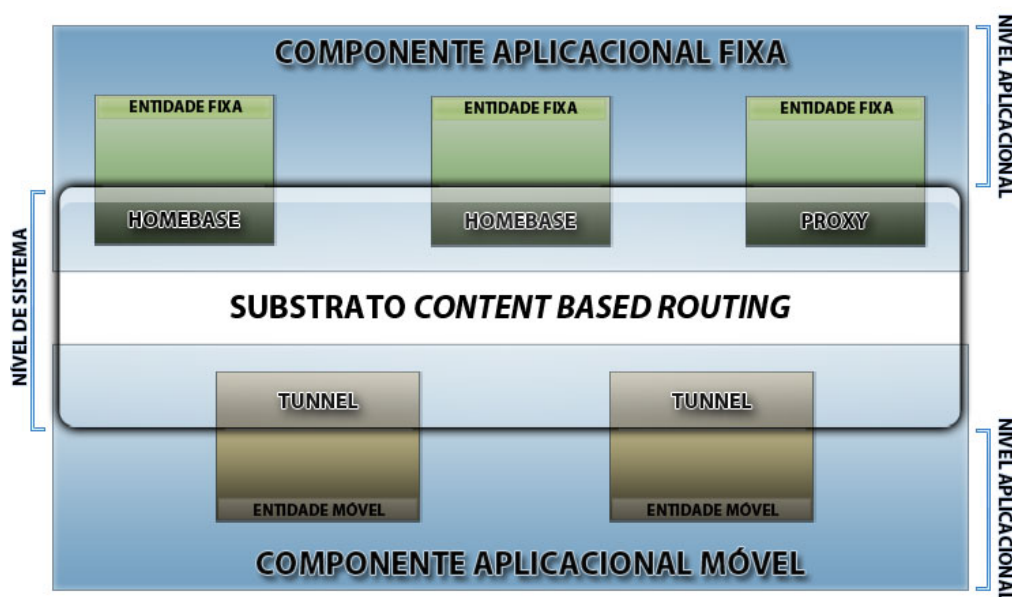 COMPONENTE APLICACIONAL FIXA
ENTIDADE FIXA
ENTIDADE FIXA
ENTIDADE FIXA
NÍVEL APLICACIONAL
HOMEBASE
HOMEBASE
PROXY
NÍVEL DE SISTEMA
SUBSTRATO CONTENT BASED ROUTING
TUNNEL
TUNNEL
ENTIDADE MÓVEL
ENTIDADE MÓVEL
NÍVEL APLICACIONAL
COMPONENTE APLICACIONAL MÓVEL